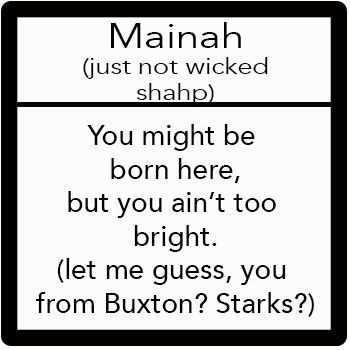 Mainah
(just not wicked
shahp)
You might be
born here,
but you ain't too
bright.
(let me guess, you
from Buxton? Starks?)